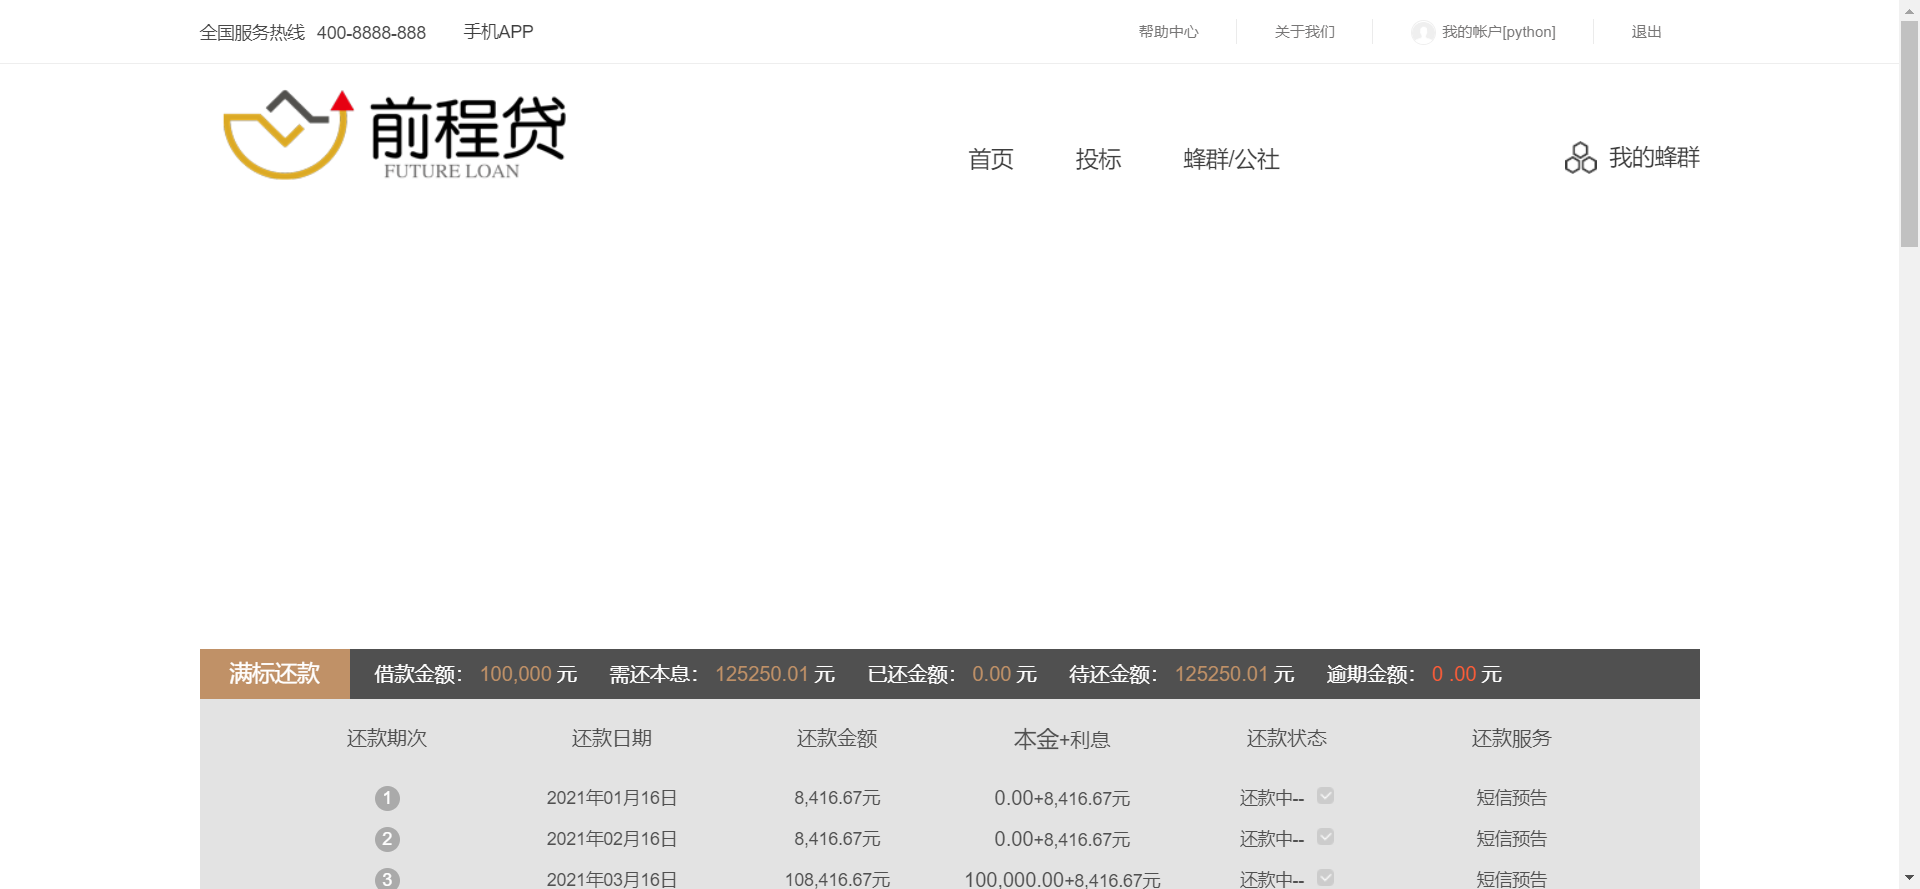 全国服务热线 400-8888-888 手机APP 帮助中心 关于我们 我的帐户[python] 退出
前程贷
FUTURE LOAN
首页 投标 蜂群/公社 我的蜂群
满标还款 借款金额： 100,000 元 需还本息： 125250.01 元 已还金额： 0.00 元 待还金额： 125250.01 元 逾期金额： 0 .00 元
还款期次 还款日期 还款金额 本金+利息 还款状态 还款服务
1 2021年01月16日 8,416.67元 0.00+8,416.67元 还款中-- 短信预告
2 2021年02月16日 8,416.67元 0.00+8,416.67元 还款中-- 短信预告
3 2021年03月16日 108,416.67元 100,000.00+8,416.67元 还款中-- 短信预告